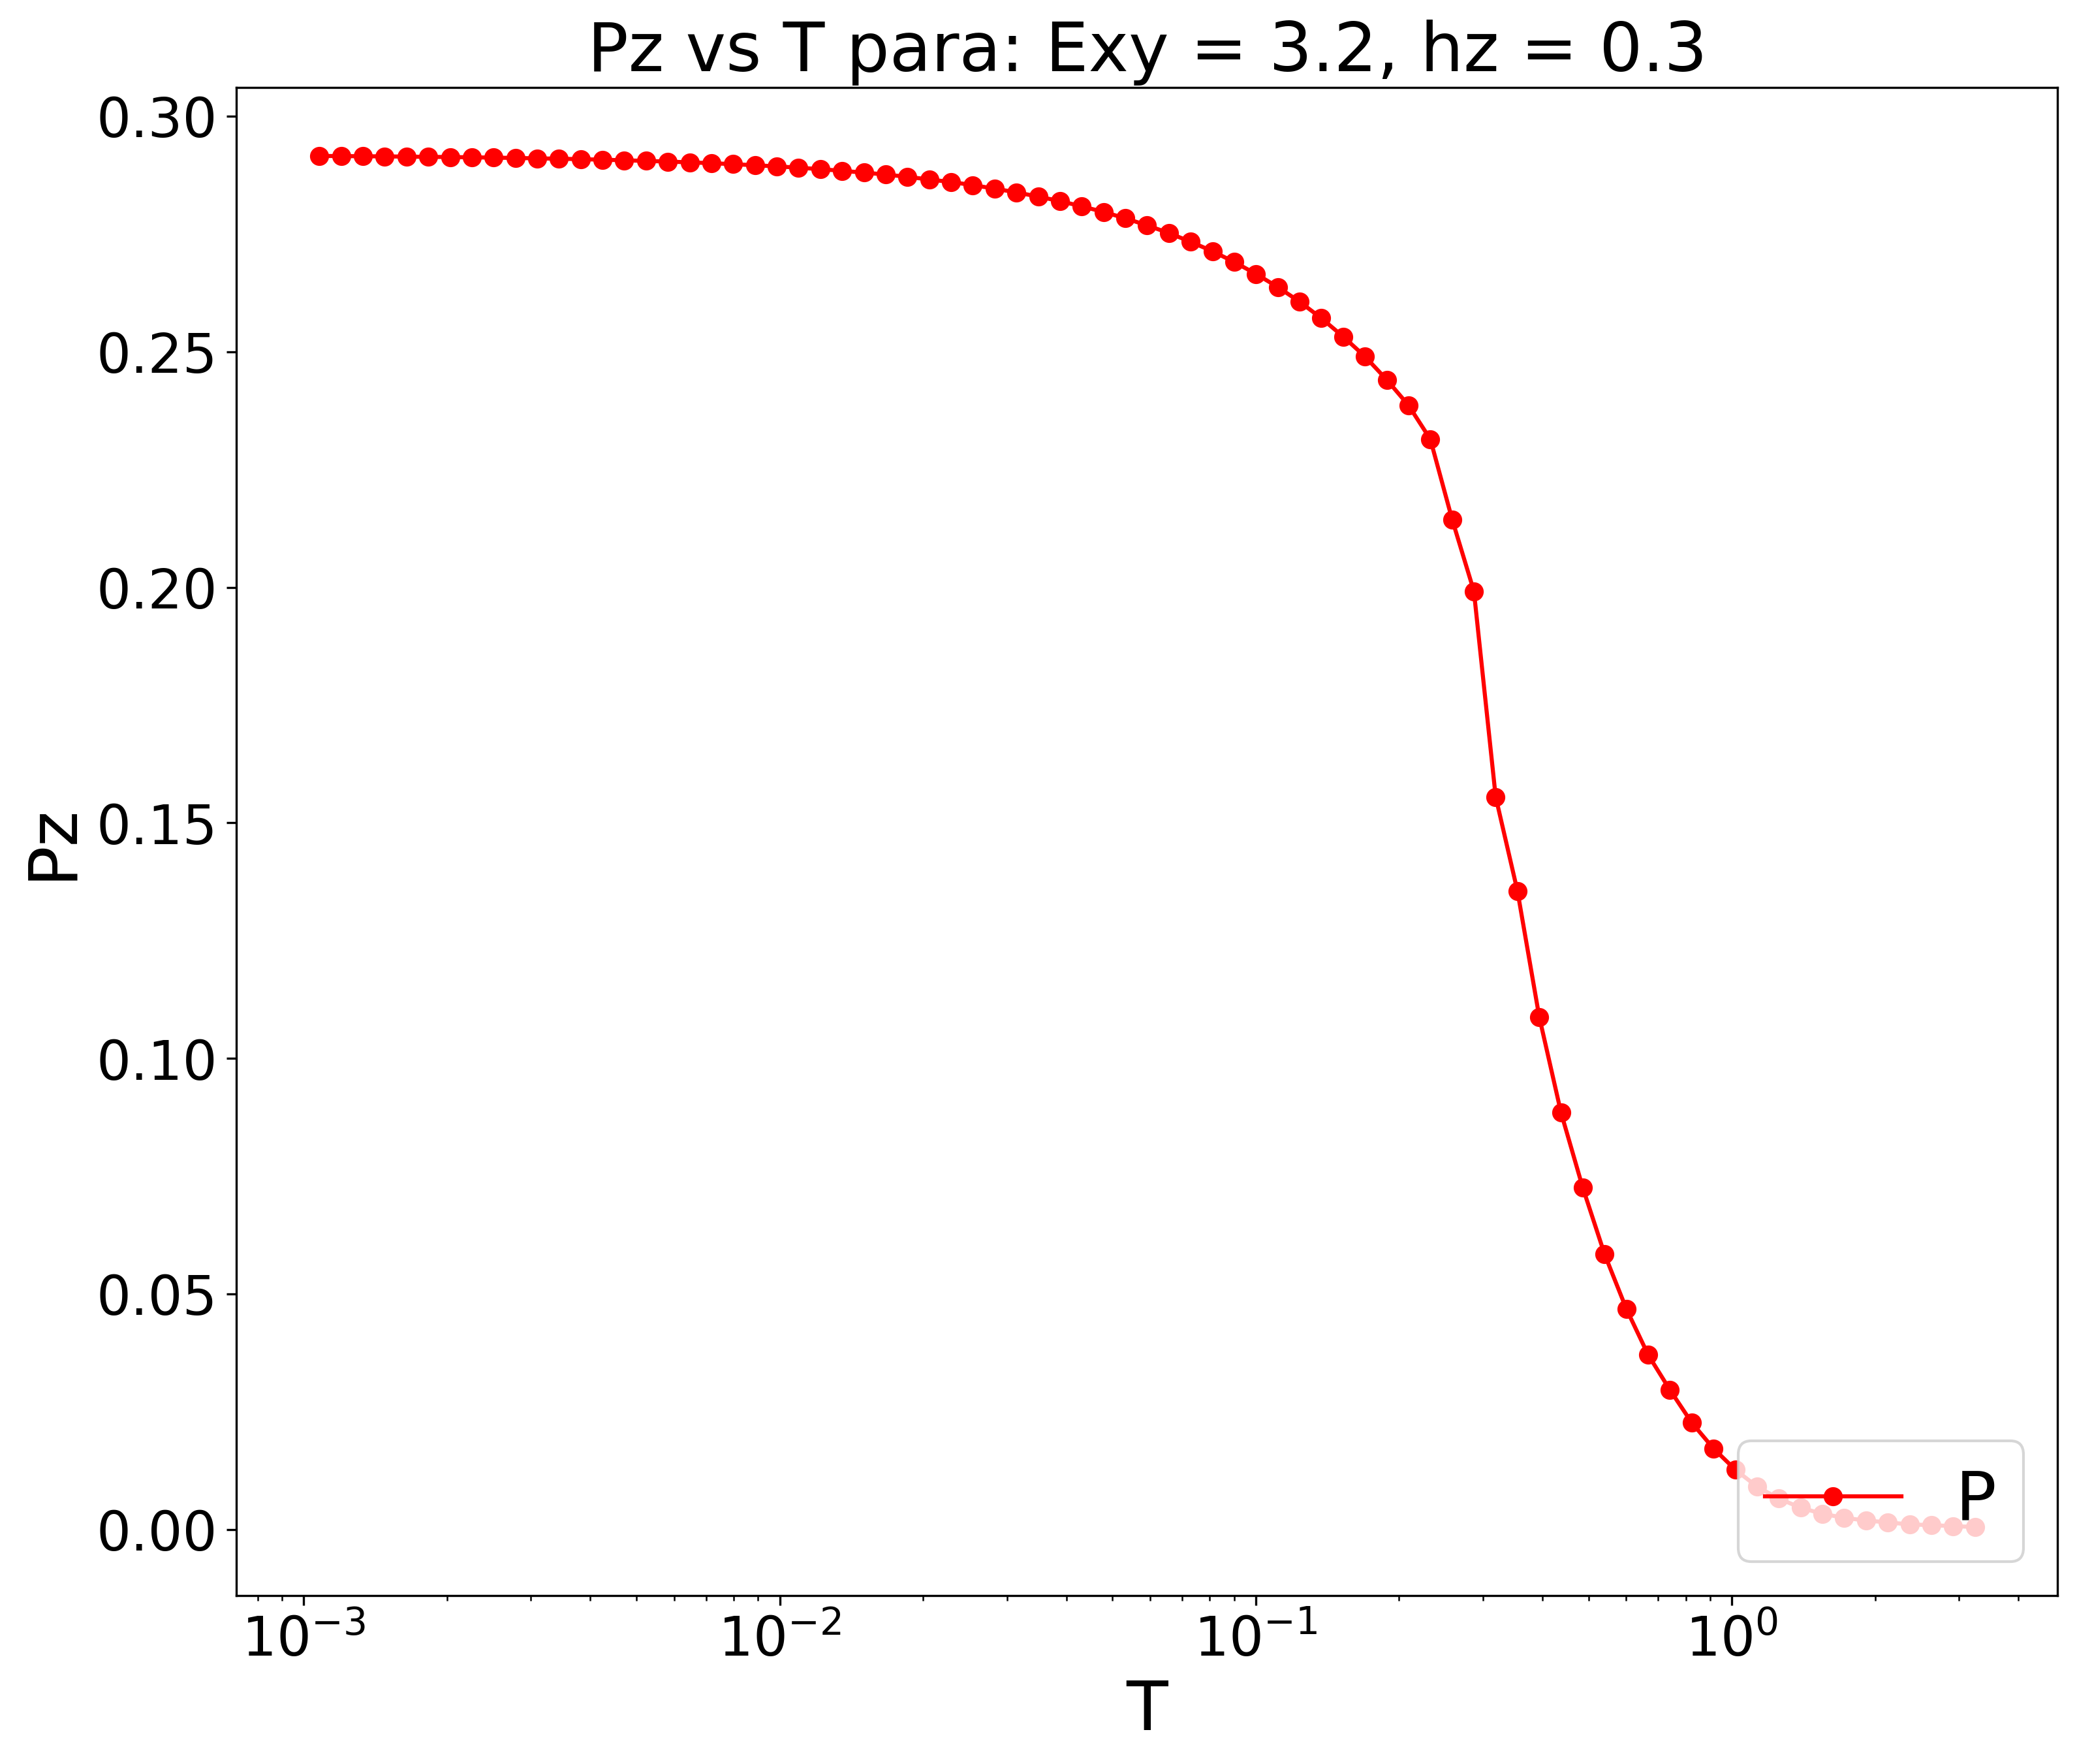 Pz vs T para: Exy = 3.2, hz = 0.3
0.30
0.25
0.20
0.15
0.10
0.05
0.00
Pz
P
10⁻³ 10⁻² 10⁻¹ 10⁰
T